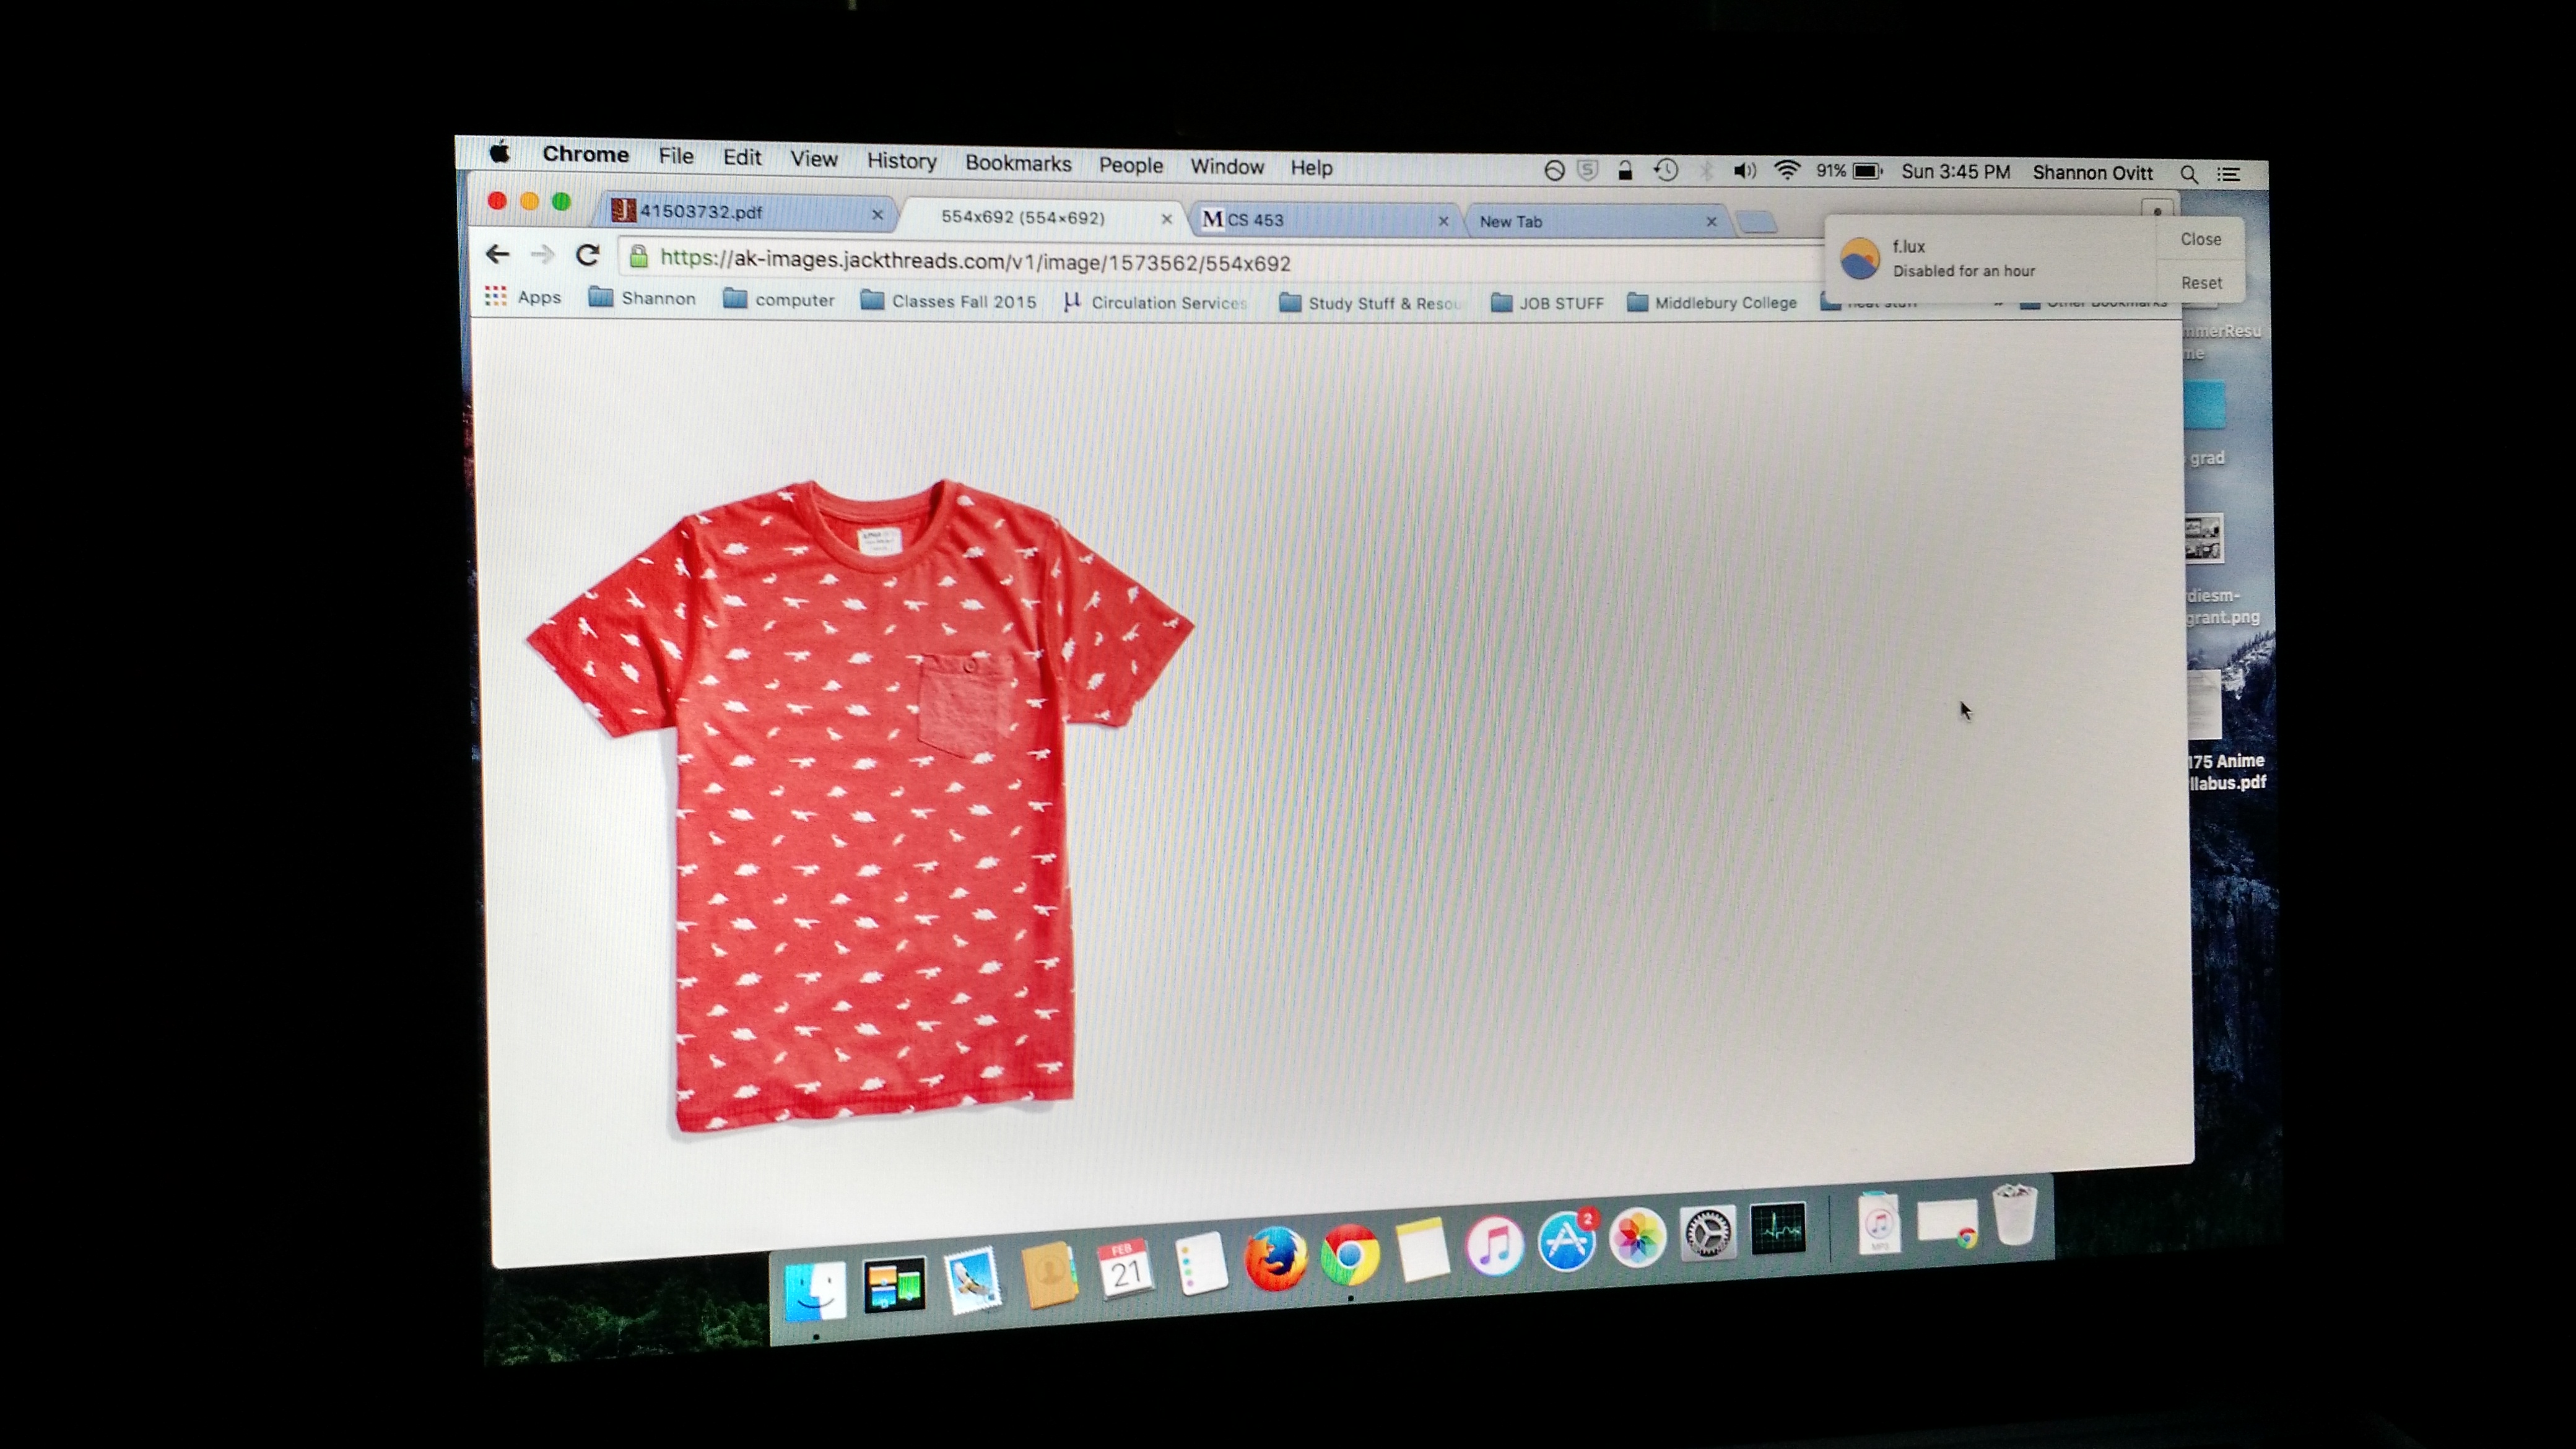 Chrome File Edit View History Bookmarks People Window Help 91% Sun 3:45 PM Shannon Ovitt
41503732.pdf 554x692 (554×692) M CS 453 New Tab
https://ak-images.jackthreads.com/v1/image/1573562/554x692
f.lux
Disabled for an hour
Close
Reset
Apps Shannon computer Classes Fall 2015 Circulation Services Study Stuff & Resou JOB STUFF Middlebury College Other Bookmarks
mmerResu
me
grad
diesm-
grant.png
175 Anime
llabus.pdf
FEB
21
2
MP3